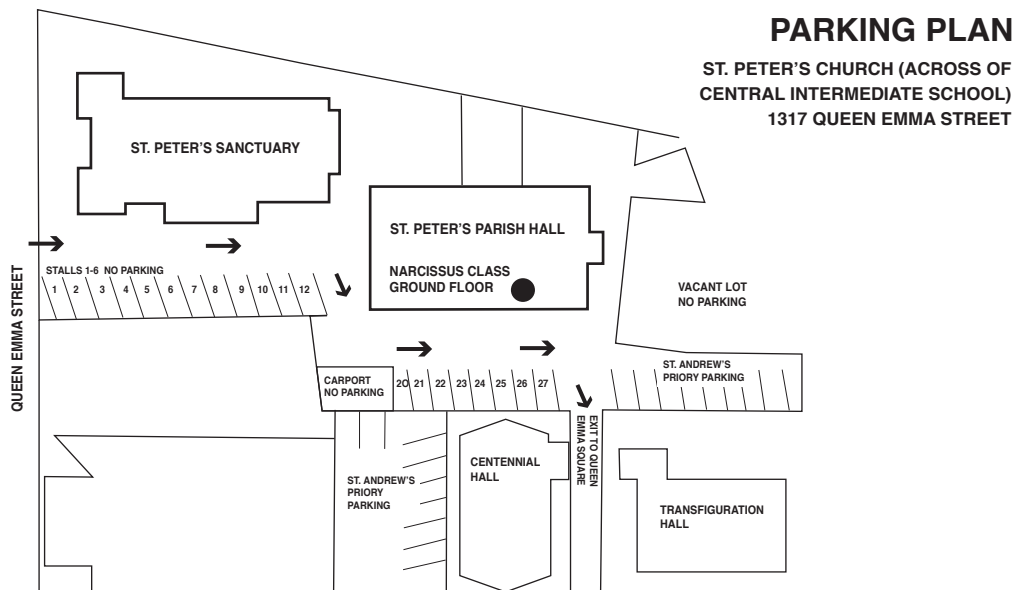 PARKING PLAN
ST. PETER'S CHURCH (ACROSS OF
CENTRAL INTERMEDIATE SCHOOL)
1317 QUEEN EMMA STREET
ST. PETER'S SANCTUARY
ST. PETER'S PARISH HALL
NARCISSUS CLASS
GROUND FLOOR
STALLS 1-6 NO PARKING
1 2 3 4 5 6 7 8 9 10 11 12
QUEEN EMMA STREET
VACANT LOT
NO PARKING
ST. ANDREW'S
PRIORY PARKING
CARPORT
NO PARKING
20 21 22 23 24 25 26 27
EXIT TO QUEEN
EMMA SQUARE
CENTENNIAL
HALL
ST. ANDREW'S
PRIORY
PARKING
TRANSFIGURATION
HALL